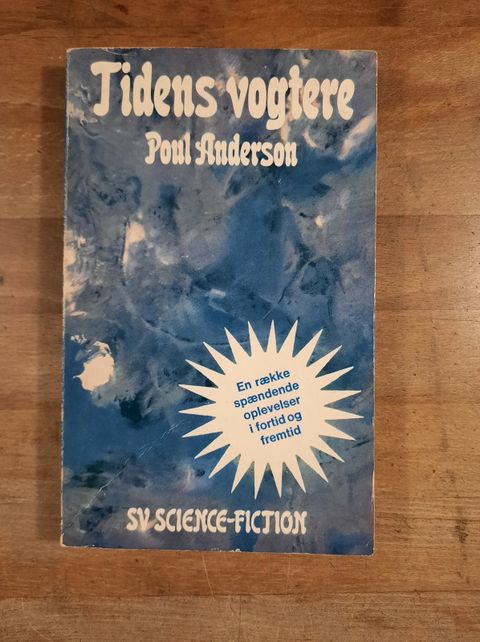 Tidens vogtere
Poul Anderson
En række
spændende
oplevelser
i fortid og
fremtid
SV-SCIENCE-FICTION